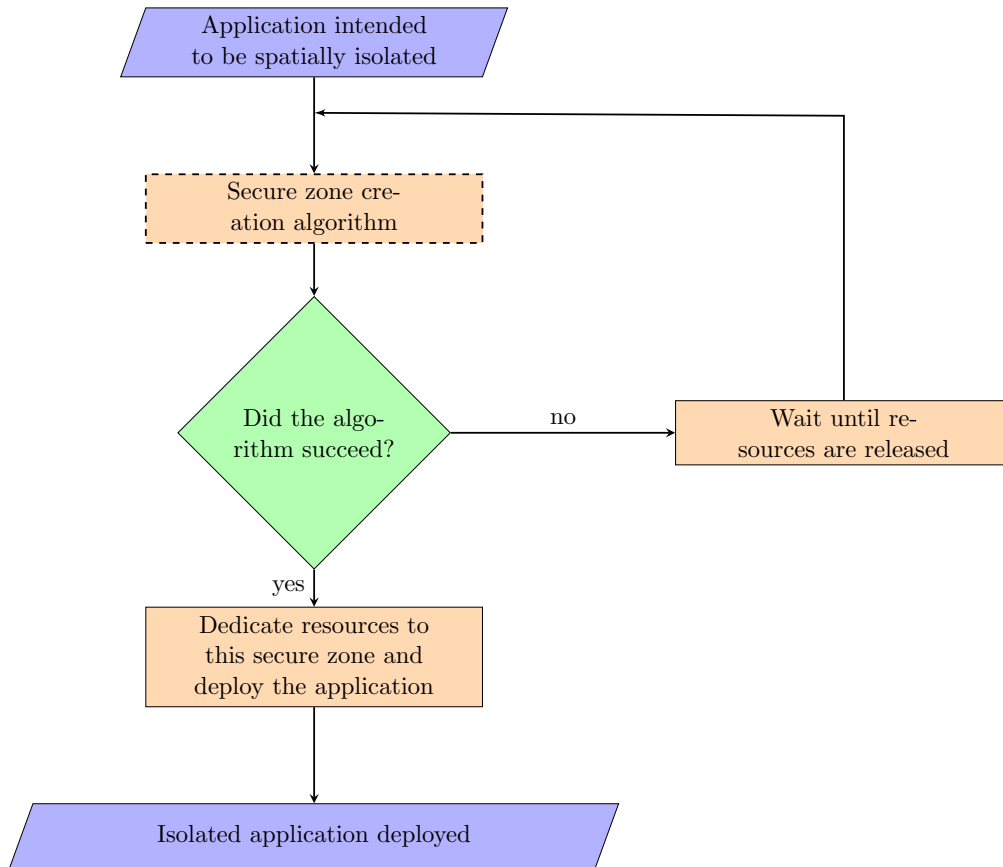 Application intended
to be spatially isolated
Secure zone cre-
ation algorithm
Did the algo-
rithm succeed?
no
Wait until re-
sources are released
yes
Dedicate resources to
this secure zone and
deploy the application
Isolated application deployed